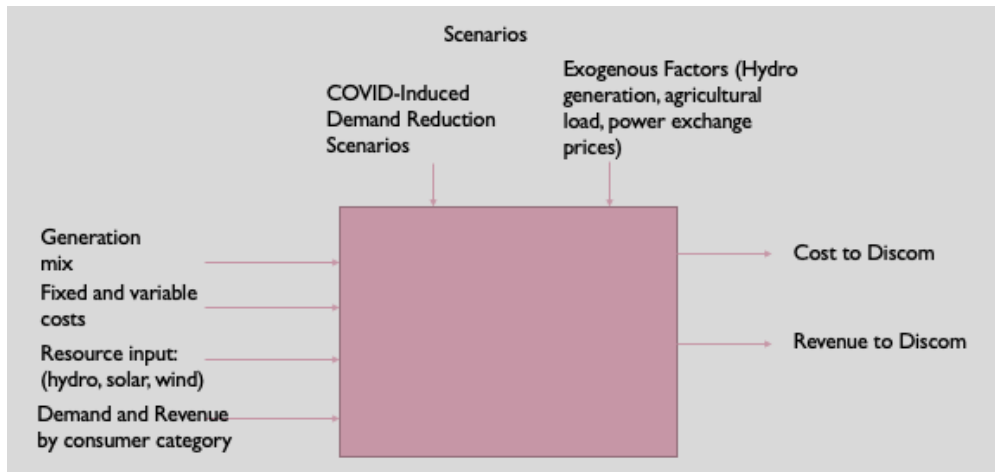 Scenarios
COVID-Induced
Demand Reduction
Scenarios
Exogenous Factors (Hydro
generation, agricultural
load, power exchange
prices)
Generation
mix
Fixed and variable
costs
Resource input:
(hydro, solar, wind)
Demand and Revenue
by consumer category
Cost to Discom
Revenue to Discom